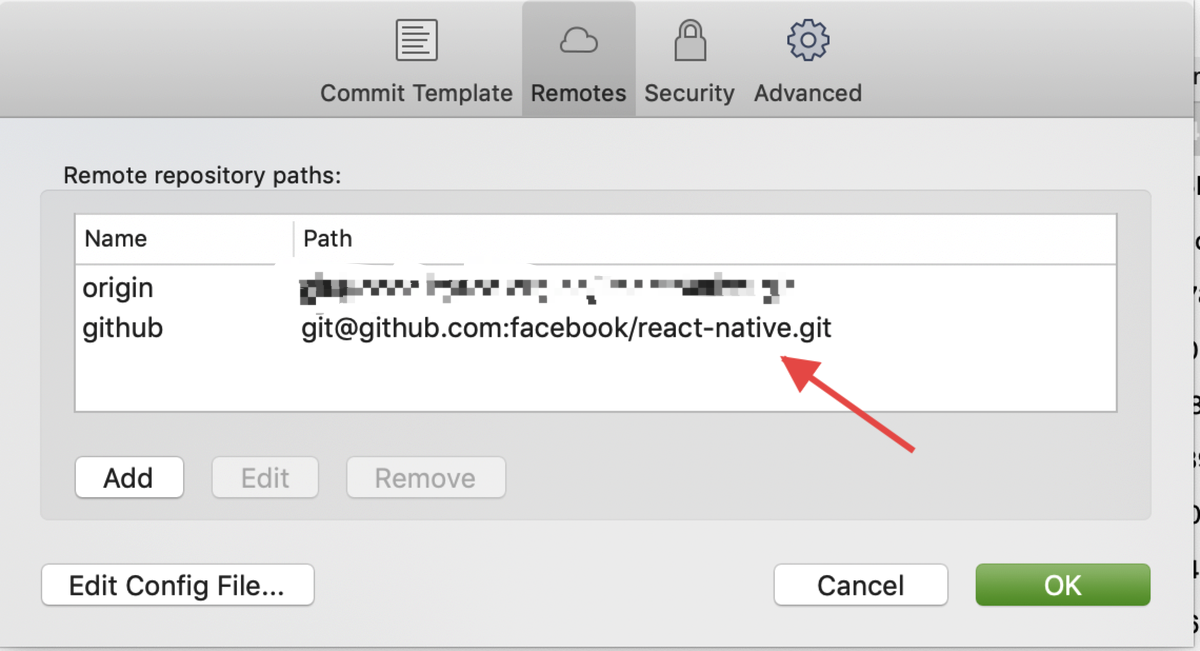 Commit Template Remotes Security Advanced
Remote repository paths:
Name Path
origin
github git@github.com:facebook/react-native.git
Add Edit Remove
Edit Config File... Cancel OK